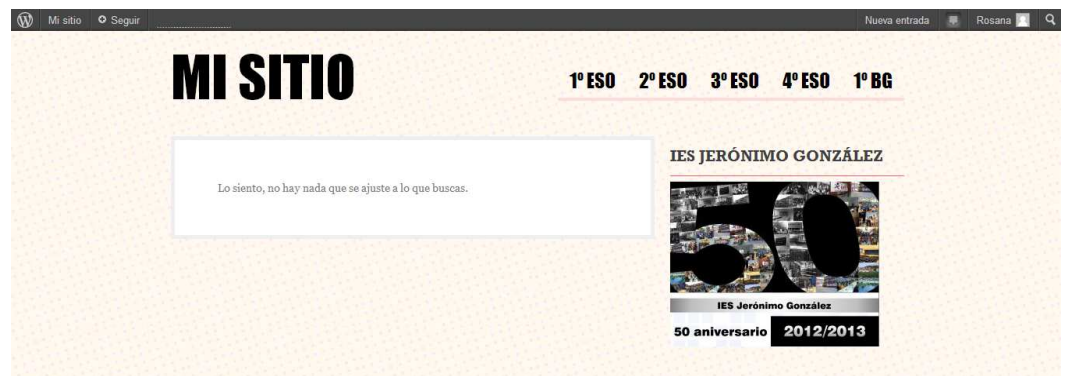 Mi sitio Seguir Nueva entrada Rosana
MI SITIO
1º ESO 2º ESO 3º ESO 4º ESO 1º BG
IES JERÓNIMO GONZÁLEZ
Lo siento, no hay nada que se ajuste a lo que buscas.
50
IES Jerónimo González
50 aniversario 2012/2013